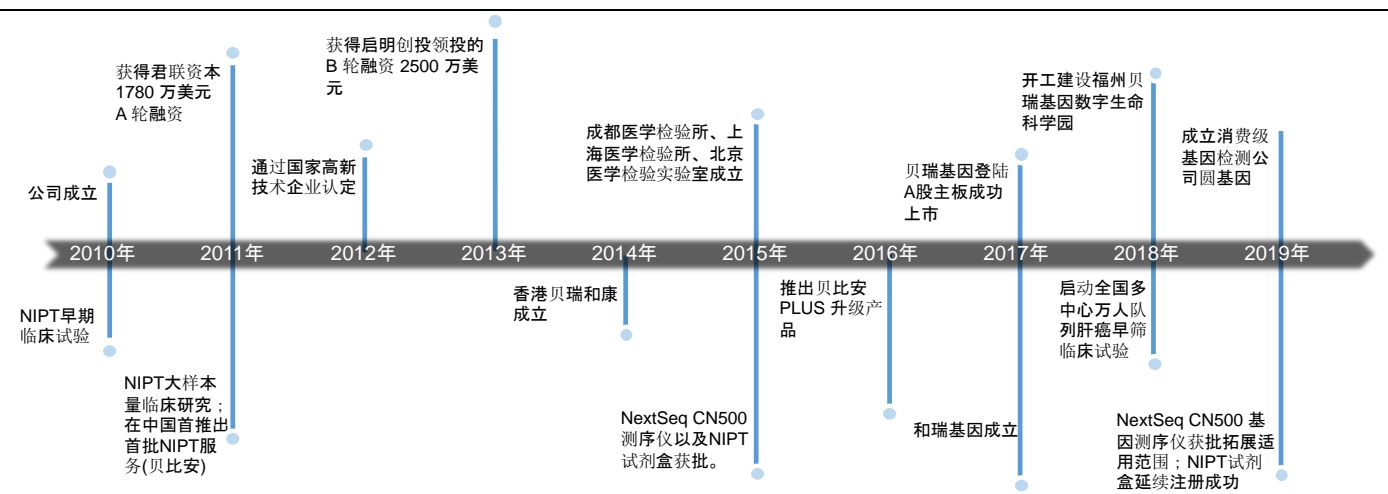 获得君联资本
1780 万美元
A 轮融资
获得启明创投领投的
B 轮融资 2500 万美
元
公司成立
通过国家高新
技术企业认定
成都医学检验所、上
海医学检验所、北京
医学检验实验室成立
贝瑞基因登陆
A股主板成功
上市
开工建设福州贝
瑞基因数字生命
科学园
成立消费级
基因检测公
司圆基因
2010年
2011年
2012年
2013年
2014年
2015年
2016年
2017年
2018年
2019年
NIPT早期
临床试验
NIPT大样本
量临床研究；
在中国首推出
首批NIPT服
务(贝比安)
香港贝瑞和康
成立
NextSeq CN500
测序仪以及NIPT
试剂盒获批。
推出贝比安
PLUS 升级产
品
和瑞基因成立
启动全国多
中心万人队
列肝癌早筛
临床试验
NextSeq CN500 基
因测序仪获批拓展适
用范围；NIPT试剂
盒延续注册成功